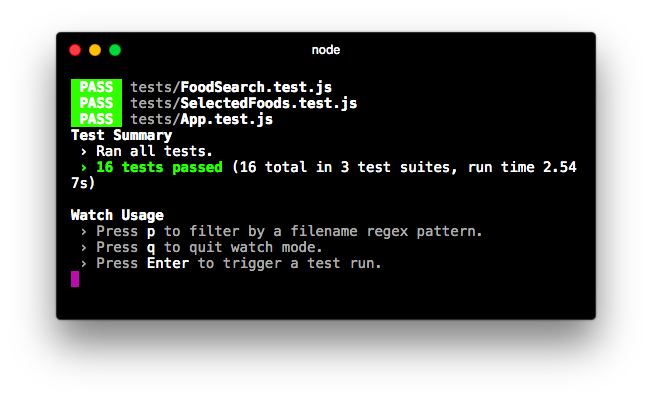 node
PASS tests/FoodSearch.test.js
PASS tests/SelectedFoods.test.js
PASS tests/App.test.js
Test Summary
› Ran all tests.
› 16 tests passed (16 total in 3 test suites, run time 2.54
7s)
Watch Usage
› Press p to filter by a filename regex pattern.
› Press q to quit watch mode.
› Press Enter to trigger a test run.